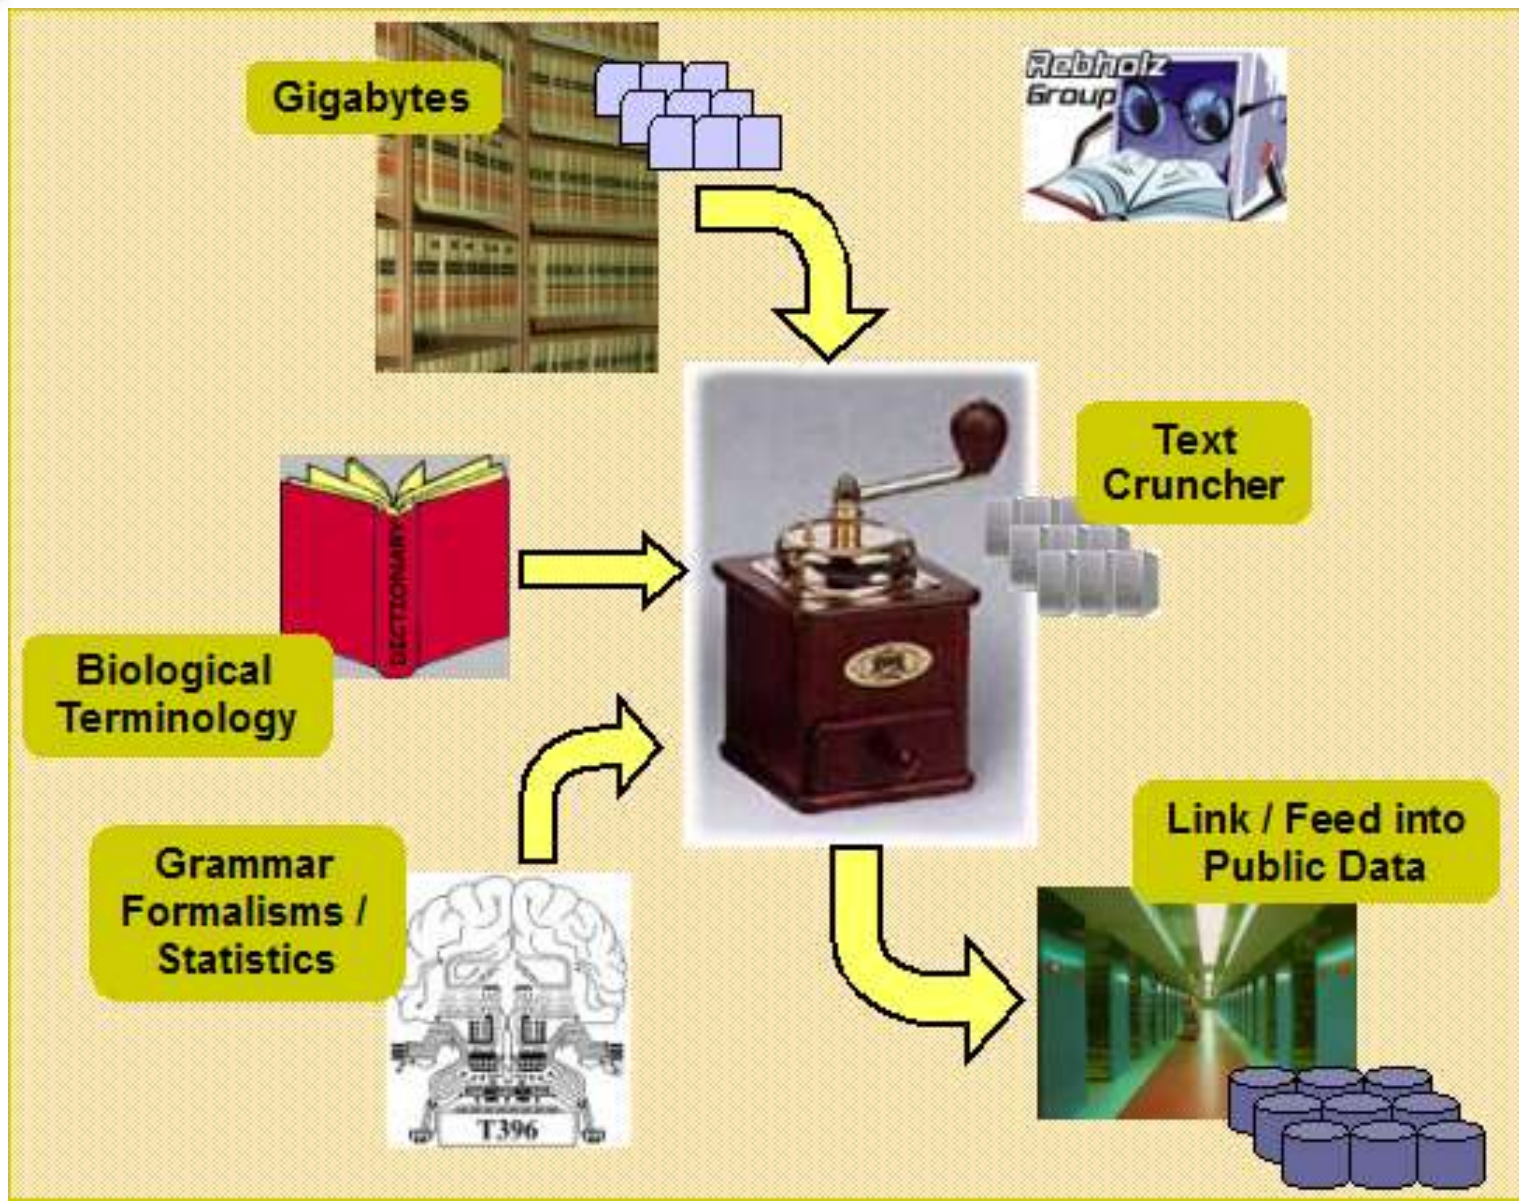 Gigabytes
Rebholz
Group
Text
Cruncher
DICTIONARY
Biological
Terminology
Grammar
Formalisms /
Statistics
T396
Link / Feed into
Public Data